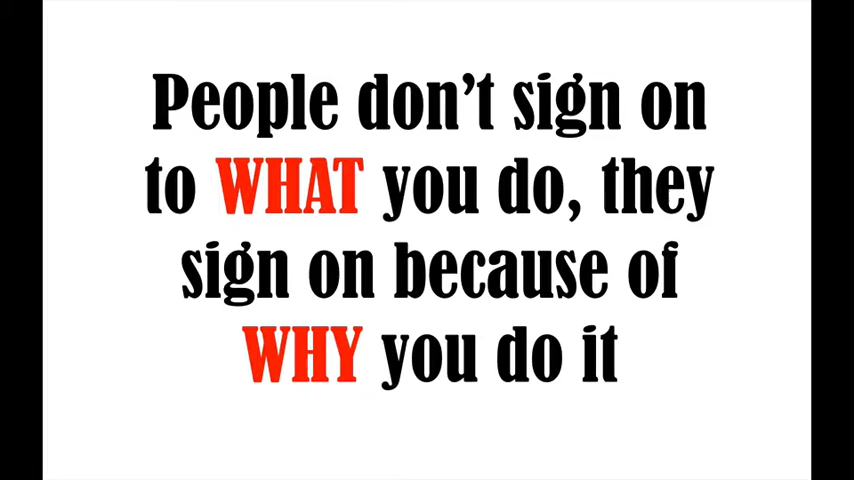 People don’t sign on
to WHAT you do, they
sign on because of
WHY you do it